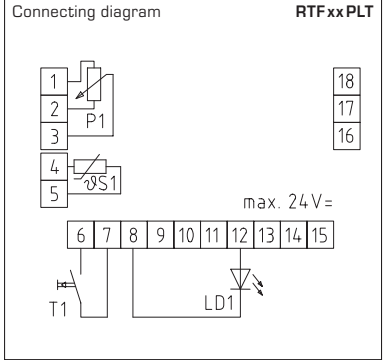 Connecting diagram RTFxxPLT
1
2
3
P1
18
17
16
4
5
ϑS1
max. 24V=
6 7 8 9 10 11 12 13 14 15
T1
LD1